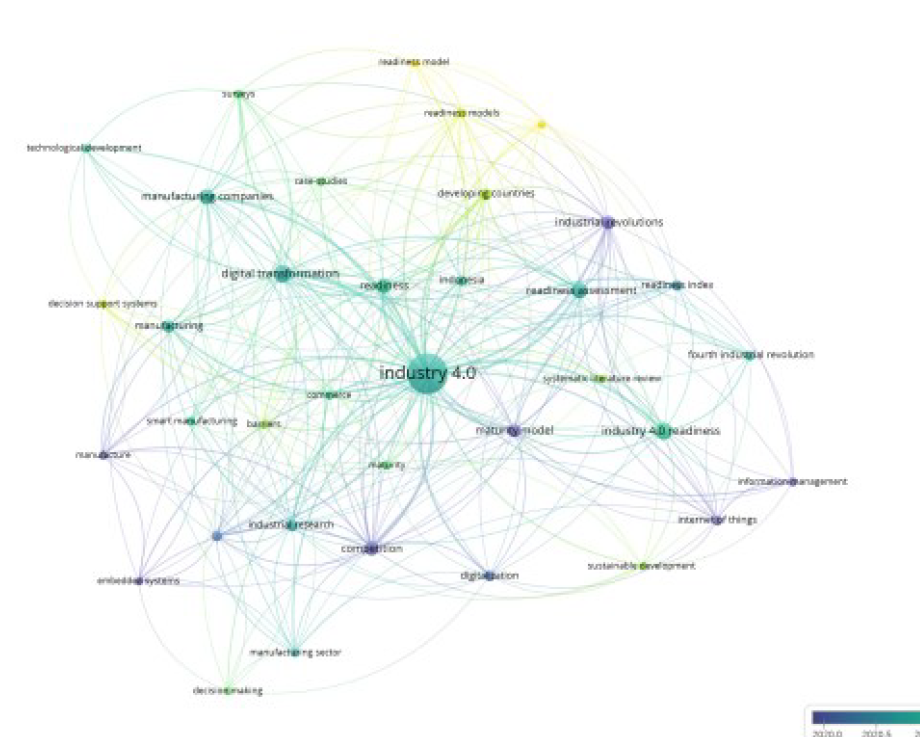 readiness model
surveys
readiness models
technological development
case studies
manufacturing companies
developing countries
industrial revolutions
digital transformation
readiness
indonesia
readiness assessment
readiness index
decision support systems
manufacturing
fourth industrial revolution
industry 4.0
systematic literature review
commerce
smart manufacturing
barriers
maturity model
industry 4.0 readiness
manufacture
maturity
information management
internet of things
industrial research
competition
sustainable development
digitalization
embedded systems
manufacturing sector
decision making
2020.0 2020.5